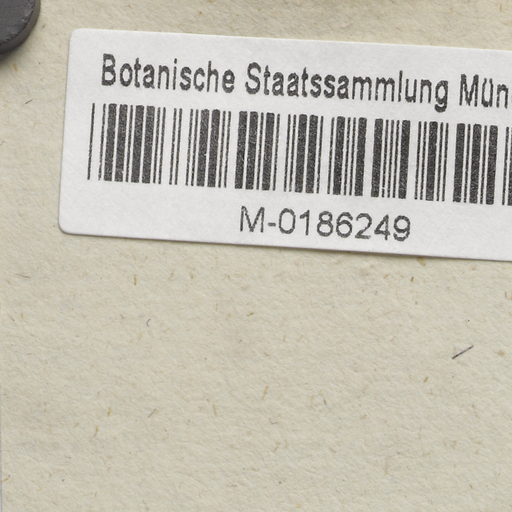 Botanische Staatssammlung Mün
M-0186249